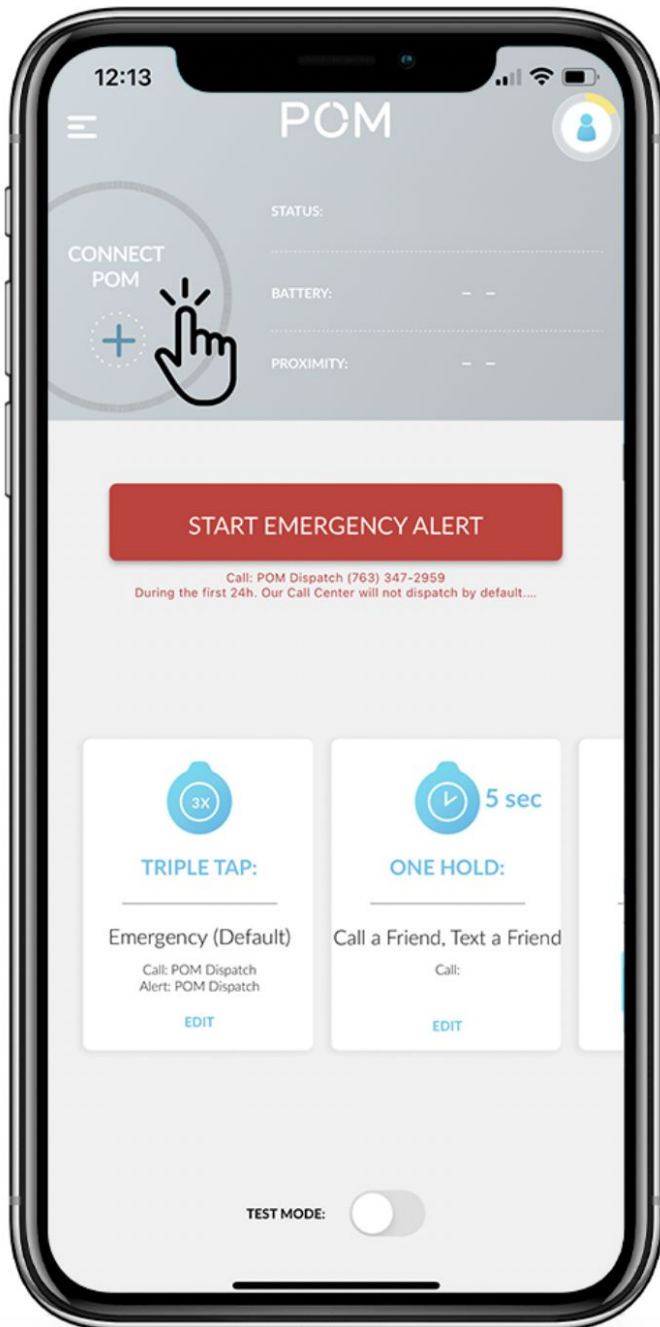 12:13
POM
CONNECT
POM
STATUS:
BATTERY: – –
PROXIMITY: – –
START EMERGENCY ALERT
Call: POM Dispatch (763) 347-2959
During the first 24h. Our Call Center will not dispatch by default....
3X
TRIPLE TAP:
Emergency (Default)
Call: POM Dispatch
Alert: POM Dispatch
EDIT
5 sec
ONE HOLD:
Call a Friend, Text a Friend
Call:
EDIT
TEST MODE: